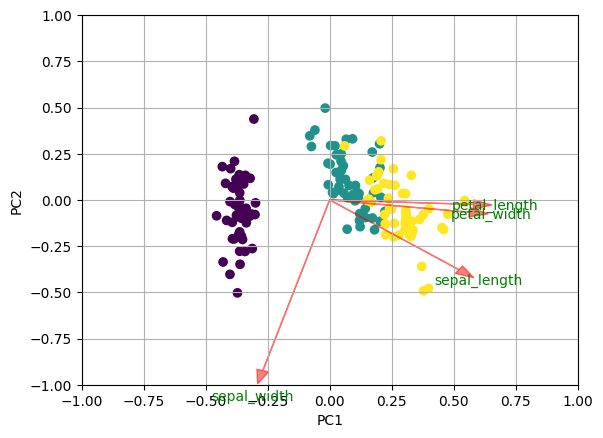 1.00
0.75
0.50
0.25
0.00
−0.25
−0.50
−0.75
−1.00
PC2
petal_length
petal_width
sepal_length
sepal_width
−1.00 −0.75 −0.50 −0.25 0.00 0.25 0.50 0.75 1.00
PC1